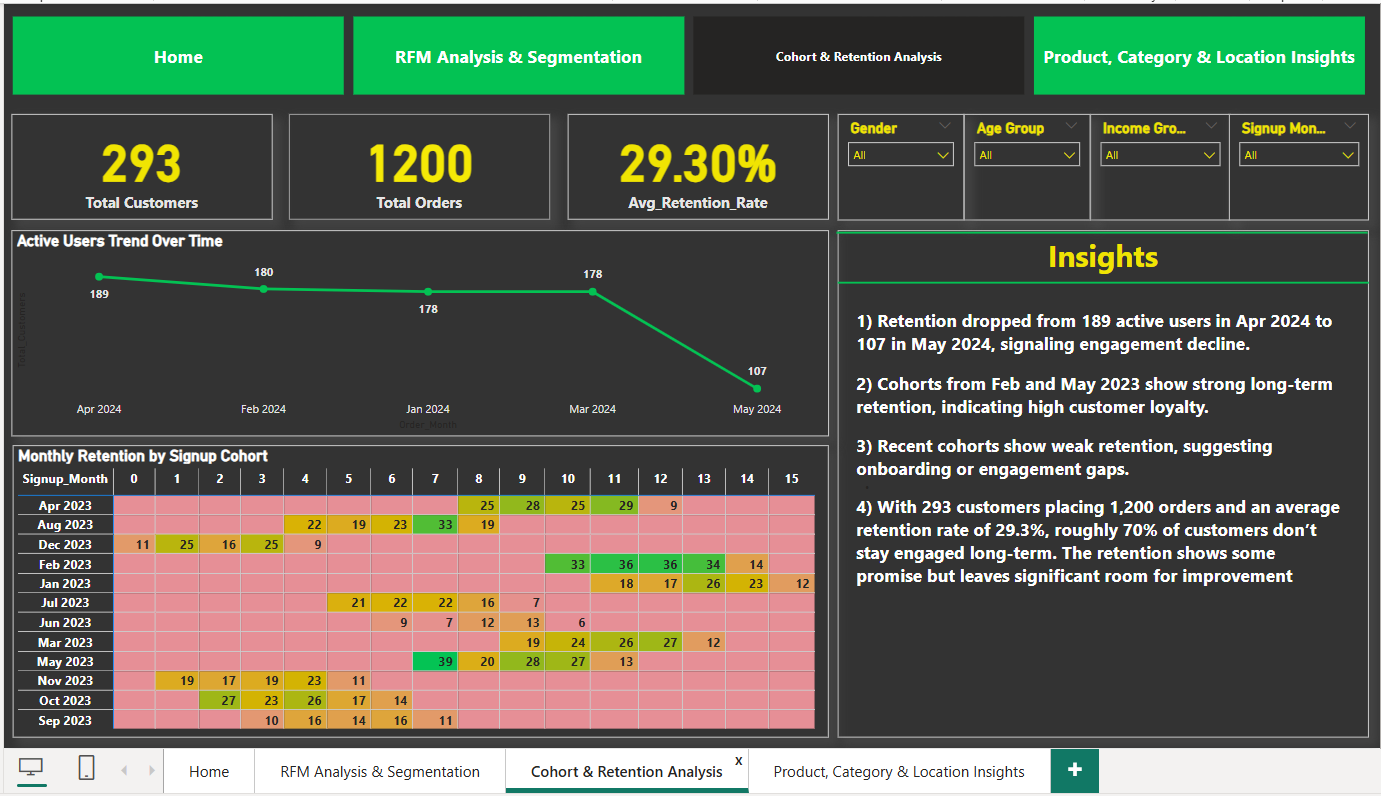 Home
RFM Analysis & Segmentation
Cohort & Retention Analysis
Product, Category & Location Insights
293
Total Customers
1200
Total Orders
29.30%
Avg_Retention_Rate
Gender
All
Age Group
All
Income Gro...
All
Signup Mon...
All
Active Users Trend Over Time
Total_Customers
189
180
178
178
107
Apr 2024
Feb 2024
Jan 2024
Mar 2024
May 2024
Order_Month
Insights
1) Retention dropped from 189 active users in Apr 2024 to
107 in May 2024, signaling engagement decline.
2) Cohorts from Feb and May 2023 show strong long-term
retention, indicating high customer loyalty.
3) Recent cohorts show weak retention, suggesting
onboarding or engagement gaps.
4) With 293 customers placing 1,200 orders and an average
retention rate of 29.3%, roughly 70% of customers don’t
stay engaged long-term. The retention shows some
promise but leaves significant room for improvement
Monthly Retention by Signup Cohort
Signup_Month 0 1 2 3 4 5 6 7 8 9 10 11 12 13 14 15
Apr 2023 25 28 25 29 9
Aug 2023 22 19 23 33 19
Dec 2023 11 25 16 25 9
Feb 2023 33 36 36 34 14
Jan 2023 18 17 26 23 12
Jul 2023 21 22 22 16 7
Jun 2023 9 7 12 13 6
Mar 2023 19 24 26 27 12
May 2023 39 20 28 27 13
Nov 2023 19 17 19 23 11
Oct 2023 27 23 26 17 14
Sep 2023 10 16 14 16 11
Home
RFM Analysis & Segmentation
Cohort & Retention Analysis
x
Product, Category & Location Insights
+